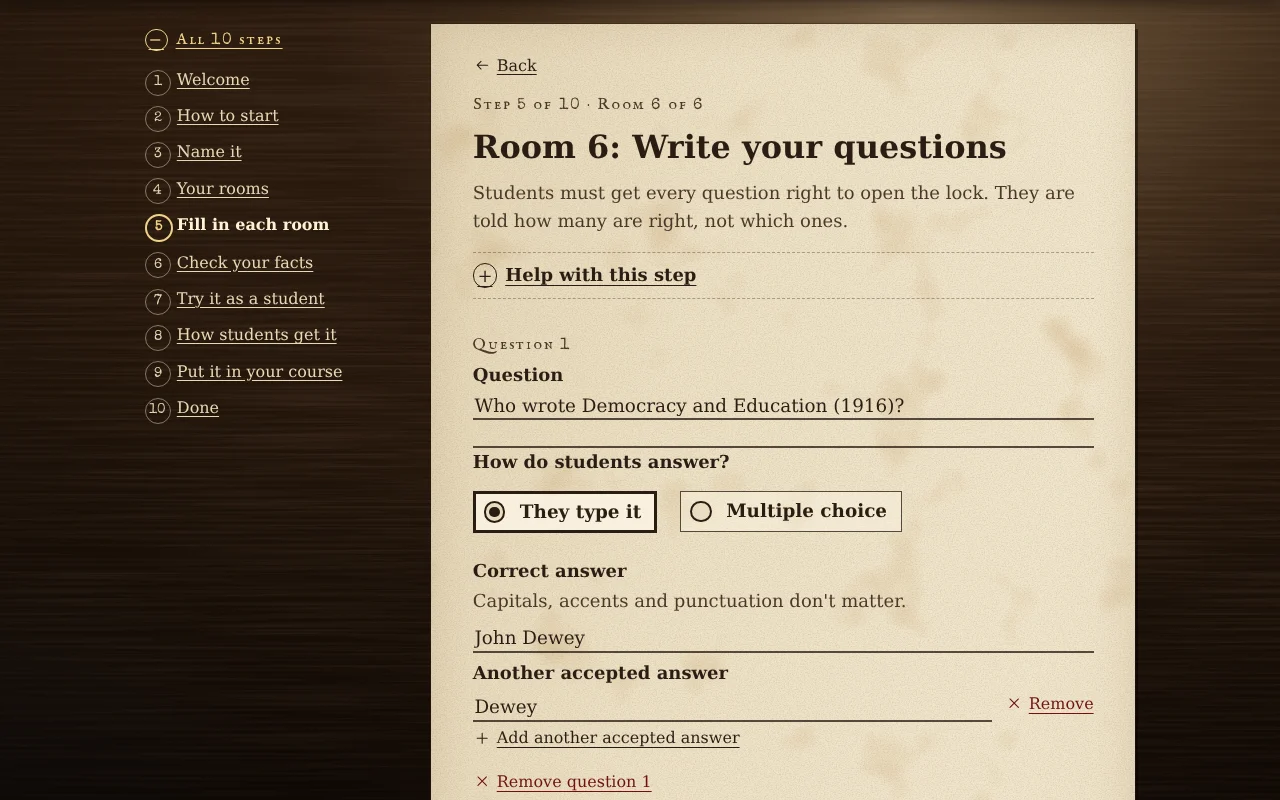 All 10 steps
1 Welcome
2 How to start
3 Name it
4 Your rooms
5 Fill in each room
6 Check your facts
7 Try it as a student
8 How students get it
9 Put it in your course
10 Done
← Back
Step 5 of 10 · Room 6 of 6
Room 6: Write your questions
Students must get every question right to open the lock. They are
told how many are right, not which ones.
+ Help with this step
Question 1
Question
Who wrote Democracy and Education (1916)?
How do students answer?
They type it
Multiple choice
Correct answer
Capitals, accents and punctuation don't matter.
John Dewey
Another accepted answer
Dewey
× Remove
+ Add another accepted answer
× Remove question 1